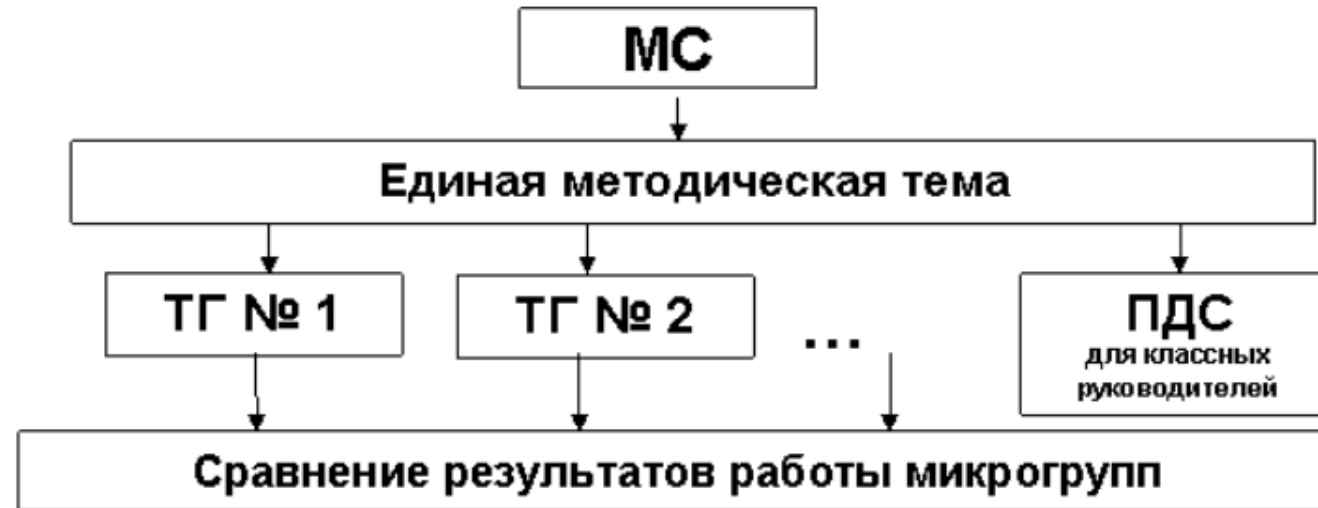 МС
Единая методическая тема
ТГ № 1
ТГ № 2
...
ПДС
для классных
руководителей
Сравнение результатов работы микрогрупп